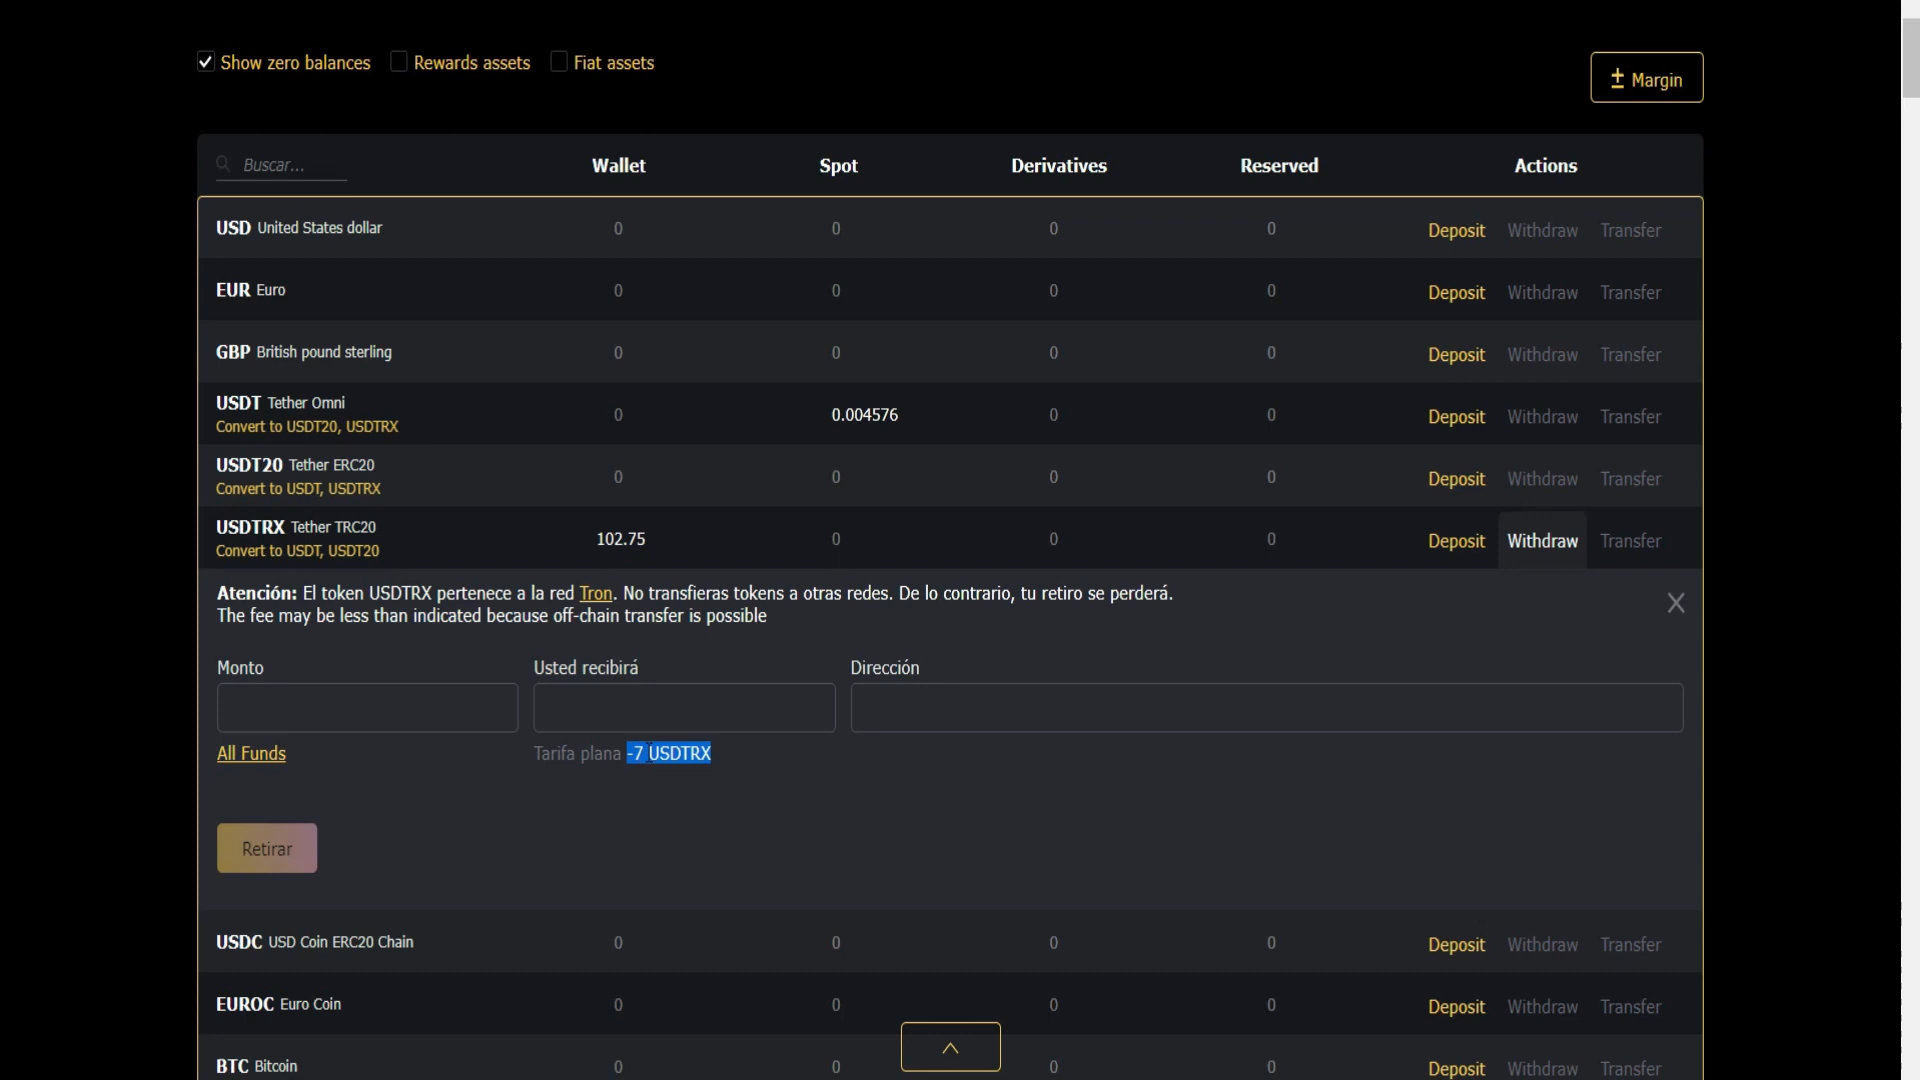 Show zero balances Rewards assets Fiat assets
± Margin
Buscar... Wallet Spot Derivatives Reserved Actions
USD United States dollar 0 0 0 0 Deposit Withdraw Transfer
EUR Euro 0 0 0 0 Deposit Withdraw Transfer
GBP British pound sterling 0 0 0 0 Deposit Withdraw Transfer
USDT Tether Omni 0 0.004576 0 0 Deposit Withdraw Transfer
Convert to USDT20, USDTRX
USDT20 Tether ERC20 0 0 0 0 Deposit Withdraw Transfer
Convert to USDT, USDTRX
USDTRX Tether TRC20 102.75 0 0 0 Deposit Withdraw Transfer
Convert to USDT, USDT20
Atención: El token USDTRX pertenece a la red Tron. No transfieras tokens a otras redes. De lo contrario, tu retiro se perderá.
The fee may be less than indicated because off-chain transfer is possible
Monto Usted recibirá Dirección
All Funds Tarifa plana -7 USDTRX
Retirar
USDC USD Coin ERC20 Chain 0 0 0 0 Deposit Withdraw Transfer
EUROC Euro Coin 0 0 0 0 Deposit Withdraw Transfer
BTC Bitcoin 0 0 0 0 Deposit Withdraw Transfer